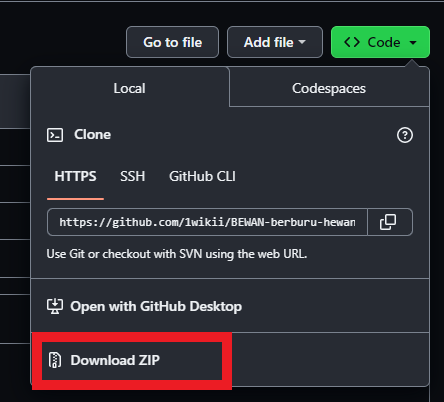 Go to file Add file Code
Local Codespaces
Clone
HTTPS SSH GitHub CLI
https://github.com/1wikii/BEWAN-berburu-hewan
Use Git or checkout with SVN using the web URL.
Open with GitHub Desktop
Download ZIP